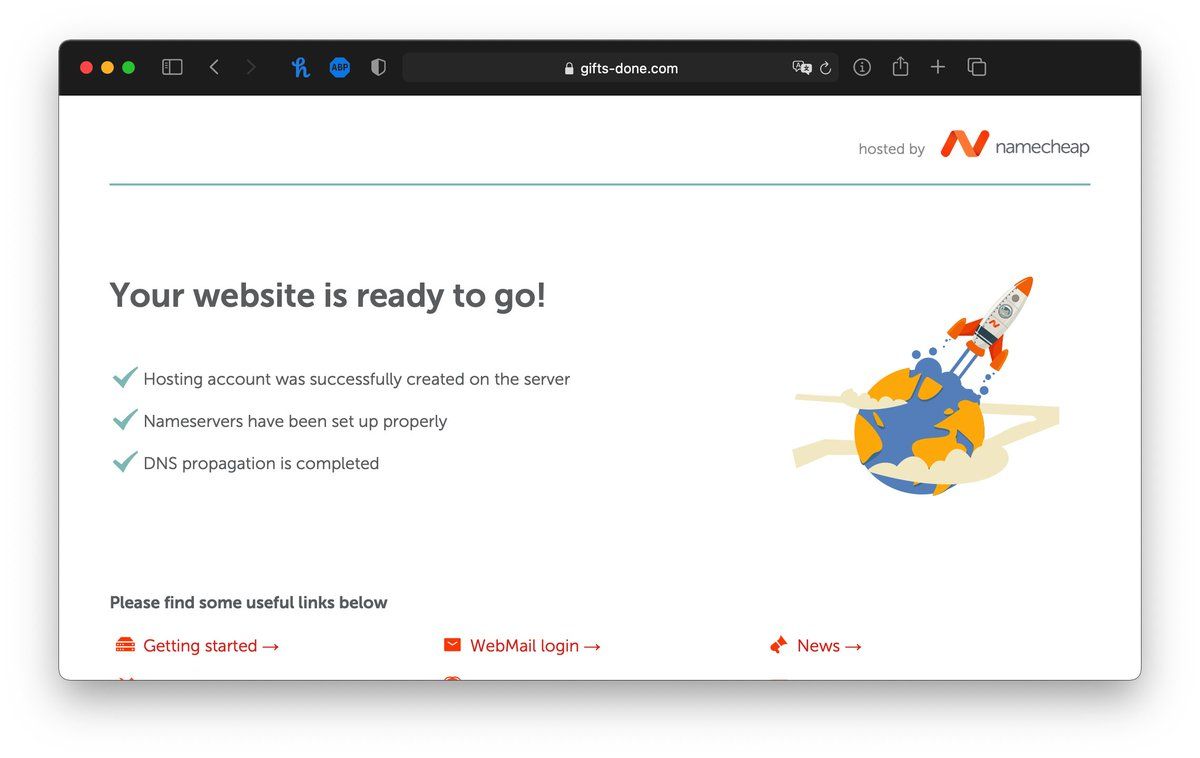 ABP
gifts-done.com
hosted by namecheap
Your website is ready to go!
Hosting account was successfully created on the server
Nameservers have been set up properly
DNS propagation is completed
Please find some useful links below
Getting started →
WebMail login →
News →